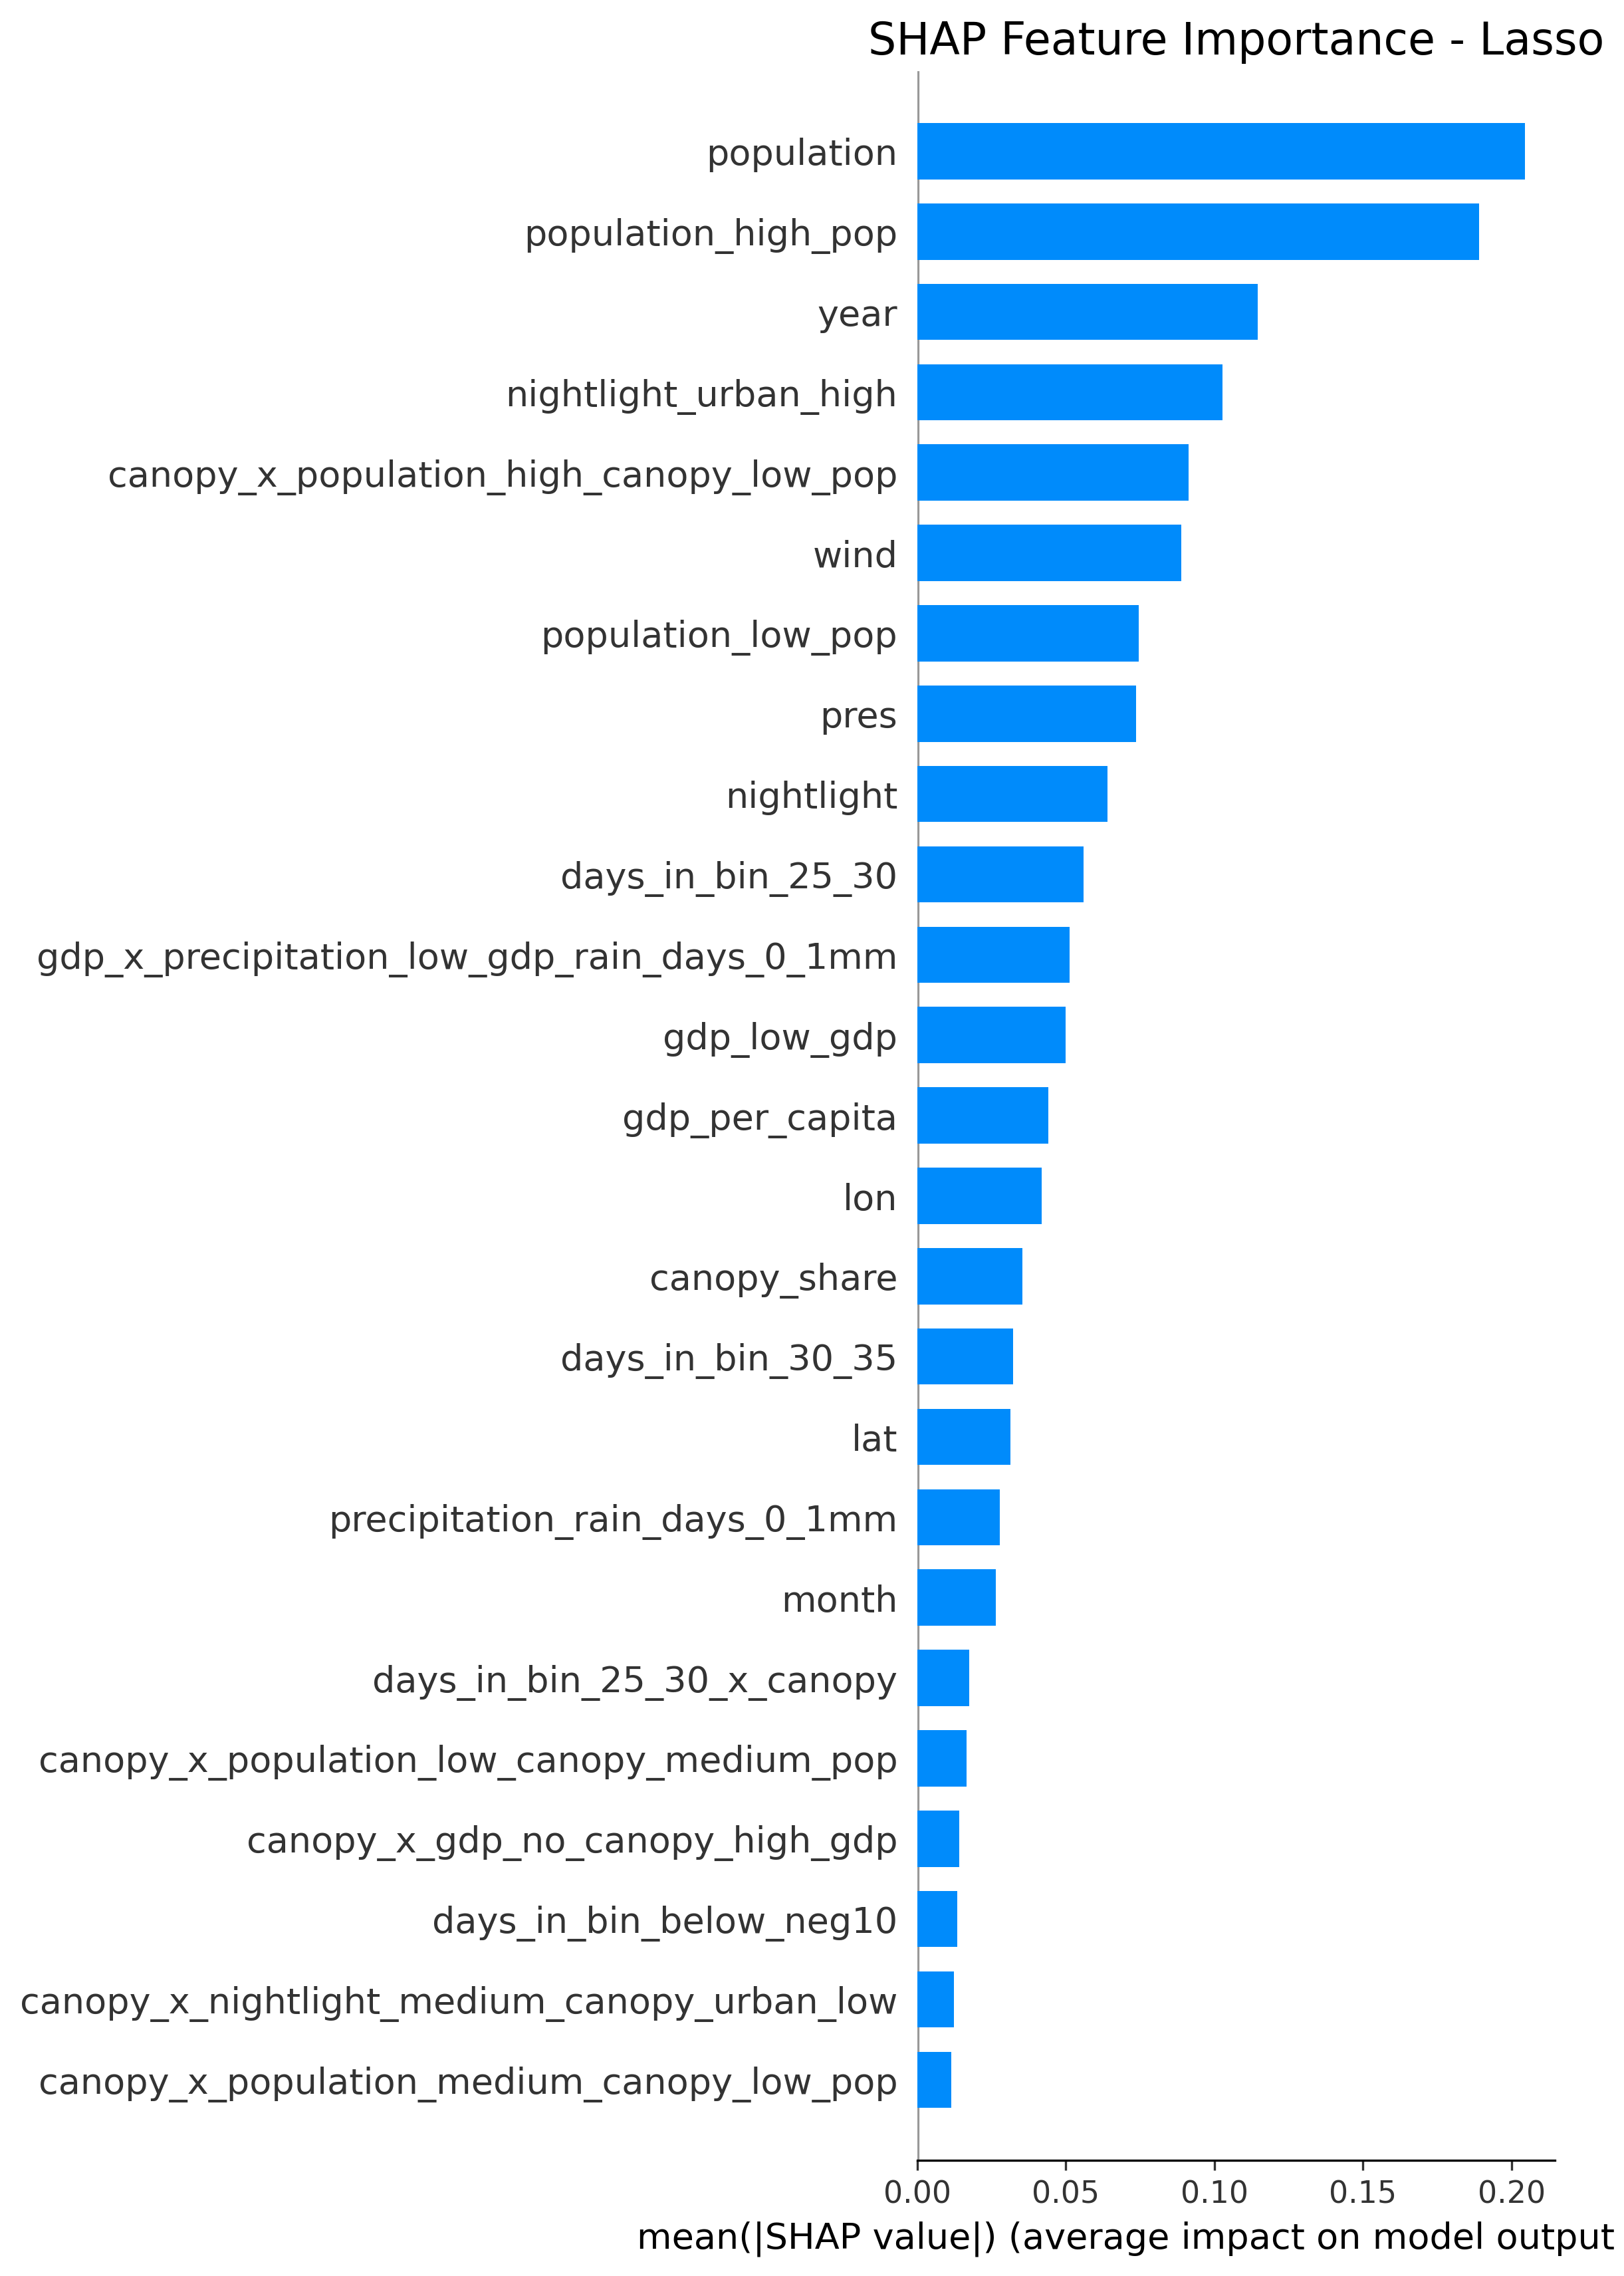 SHAP Feature Importance - Lasso
population
population_high_pop
year
nightlight_urban_high
canopy_x_population_high_canopy_low_pop
wind
population_low_pop
pres
nightlight
days_in_bin_25_30
gdp_x_precipitation_low_gdp_rain_days_0_1mm
gdp_low_gdp
gdp_per_capita
lon
canopy_share
days_in_bin_30_35
lat
precipitation_rain_days_0_1mm
month
days_in_bin_25_30_x_canopy
canopy_x_population_low_canopy_medium_pop
canopy_x_gdp_no_canopy_high_gdp
days_in_bin_below_neg10
canopy_x_nightlight_medium_canopy_urban_low
canopy_x_population_medium_canopy_low_pop
0.00 0.05 0.10 0.15 0.20
mean(|SHAP value|) (average impact on model output